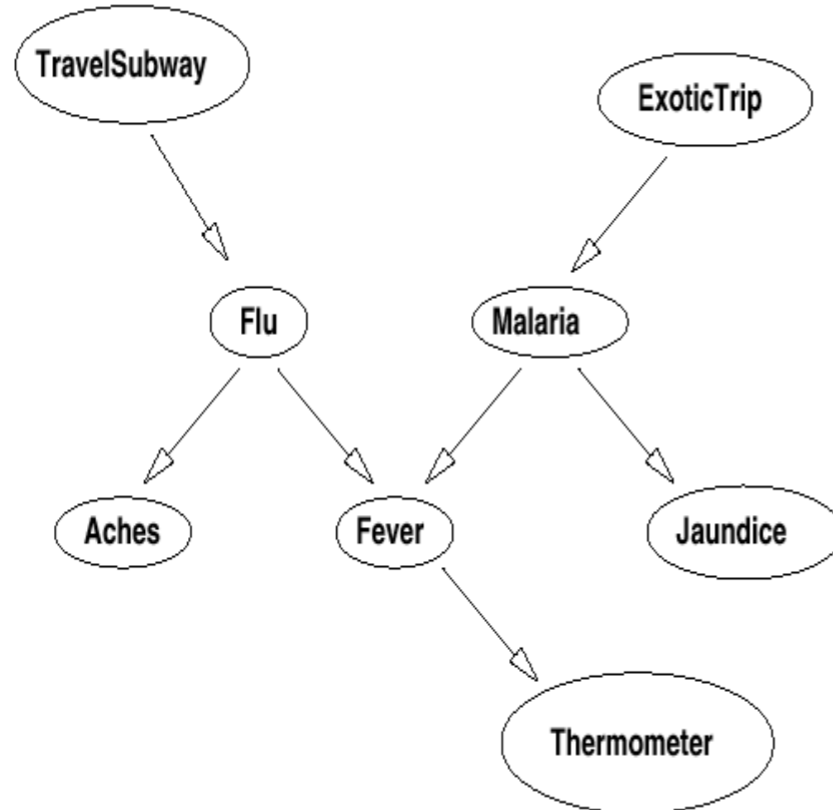 TravelSubway
ExoticTrip
Flu
Malaria
Aches
Fever
Jaundice
Thermometer